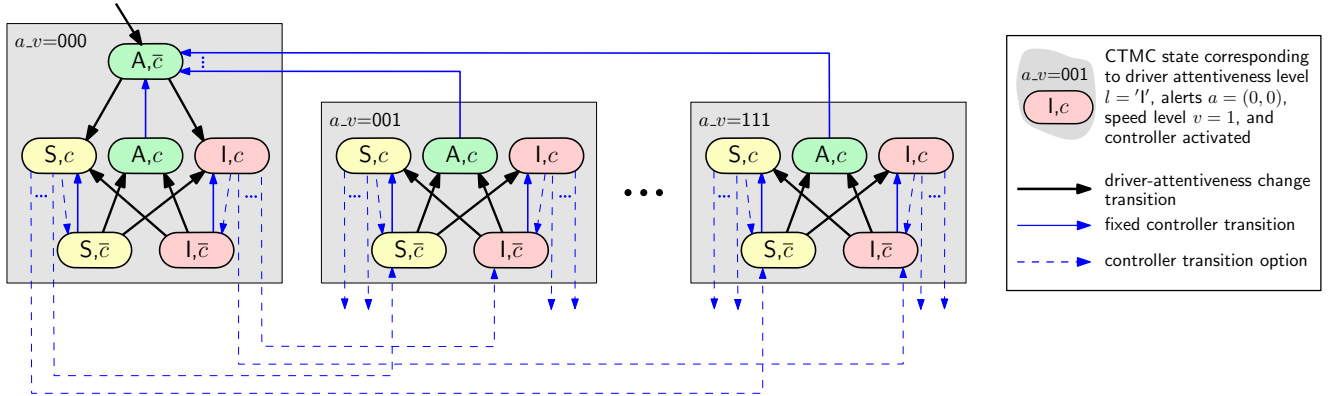 a_v=000
A,c̅
⋮
S,c
A,c
I,c
...
...
S,c̅
I,c̅
a_v=001
S,c
A,c
I,c
...
...
S,c̅
I,c̅
•••
a_v=111
S,c
A,c
I,c
...
...
S,c̅
I,c̅
a_v=001
I,c
CTMC state corresponding
to driver attentiveness level
l = 'I', alerts a = (0, 0),
speed level v = 1, and
controller activated
driver-attentiveness change
transition
fixed controller transition
controller transition option